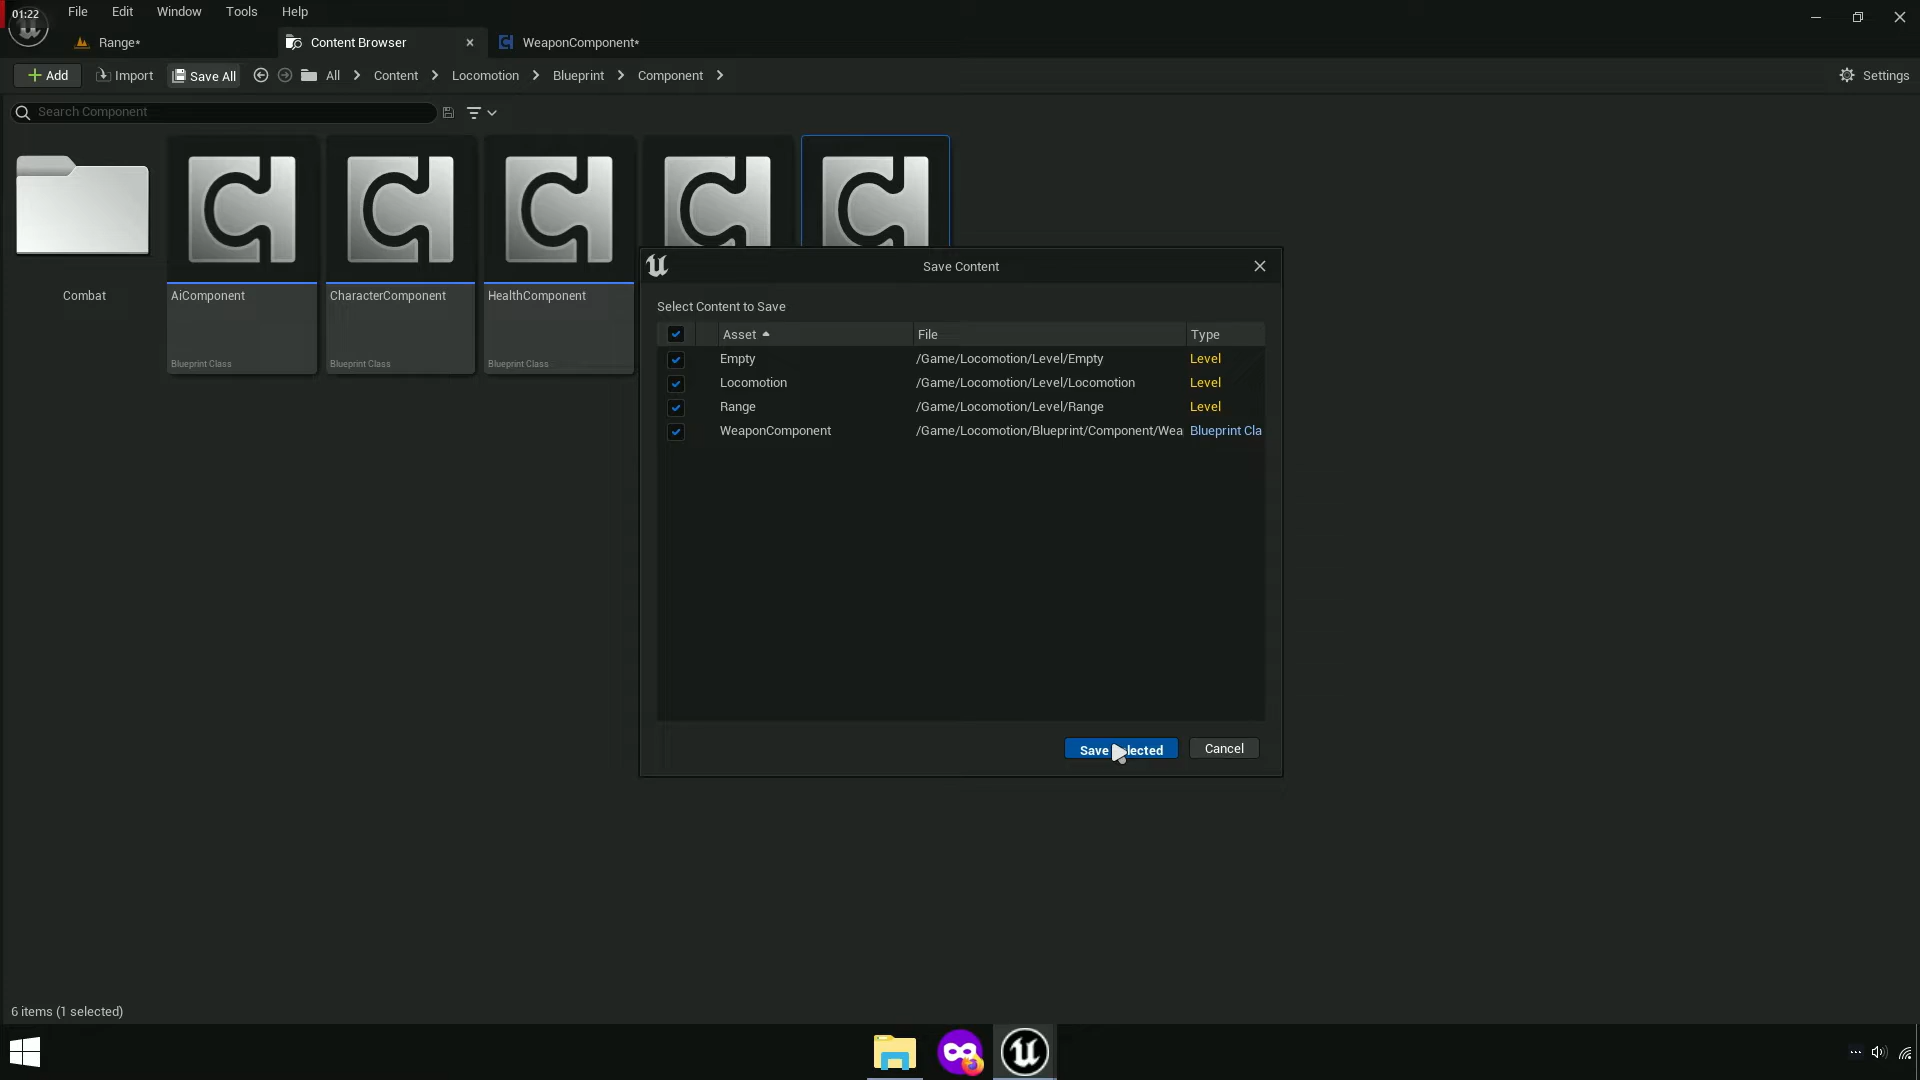 01:22
File Edit Window Tools Help
Range*
Content Browser
WeaponComponent*
Add Import Save All All Content Locomotion Blueprint Component
Settings
Search Component
Combat
AiComponent
Blueprint Class
CharacterComponent
Blueprint Class
HealthComponent
Blueprint Class
Save Content
Select Content to Save
Asset File Type
Empty /Game/Locomotion/Level/Empty Level
Locomotion /Game/Locomotion/Level/Locomotion Level
Range /Game/Locomotion/Level/Range Level
WeaponComponent /Game/Locomotion/Blueprint/Component/Wea Blueprint Cla
Save lected Cancel
6 items (1 selected)